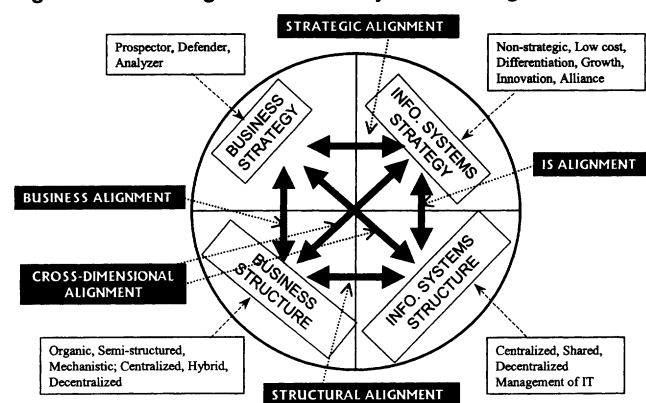 STRATEGIC ALIGNMENT
Prospector, Defender,
Analyzer
Non-strategic, Low cost,
Differentiation, Growth,
Innovation, Alliance
BUSINESS
STRATEGY
INFO. SYSTEMS
STRATEGY
IS ALIGNMENT
BUSINESS ALIGNMENT
CROSS-DIMENSIONAL
ALIGNMENT
BUSINESS
STRUCTURE
INFO. SYSTEMS
STRUCTURE
Organic, Semi-structured,
Mechanistic; Centralized, Hybrid,
Decentralized
Centralized, Shared,
Decentralized
Management of IT
STRUCTURAL ALIGNMENT